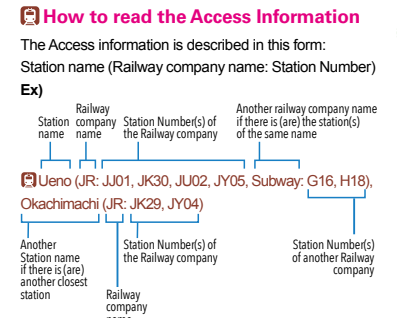 How to read the Access Information
The Access information is described in this form:
Station name (Railway company name: Station Number)
Ex)
Station name
Railway company name
Station Number(s) of the Railway company
Another railway company name if there is (are) the station(s) of the same name
Ueno (JR: JJ01, JK30, JU02, JY05, Subway: G16, H18),
Okachimachi (JR: JK29, JY04)
Another Station name if there is (are) another closest station
Railway company
Station Number(s) of the Railway company
Station Number(s) of another Railway company